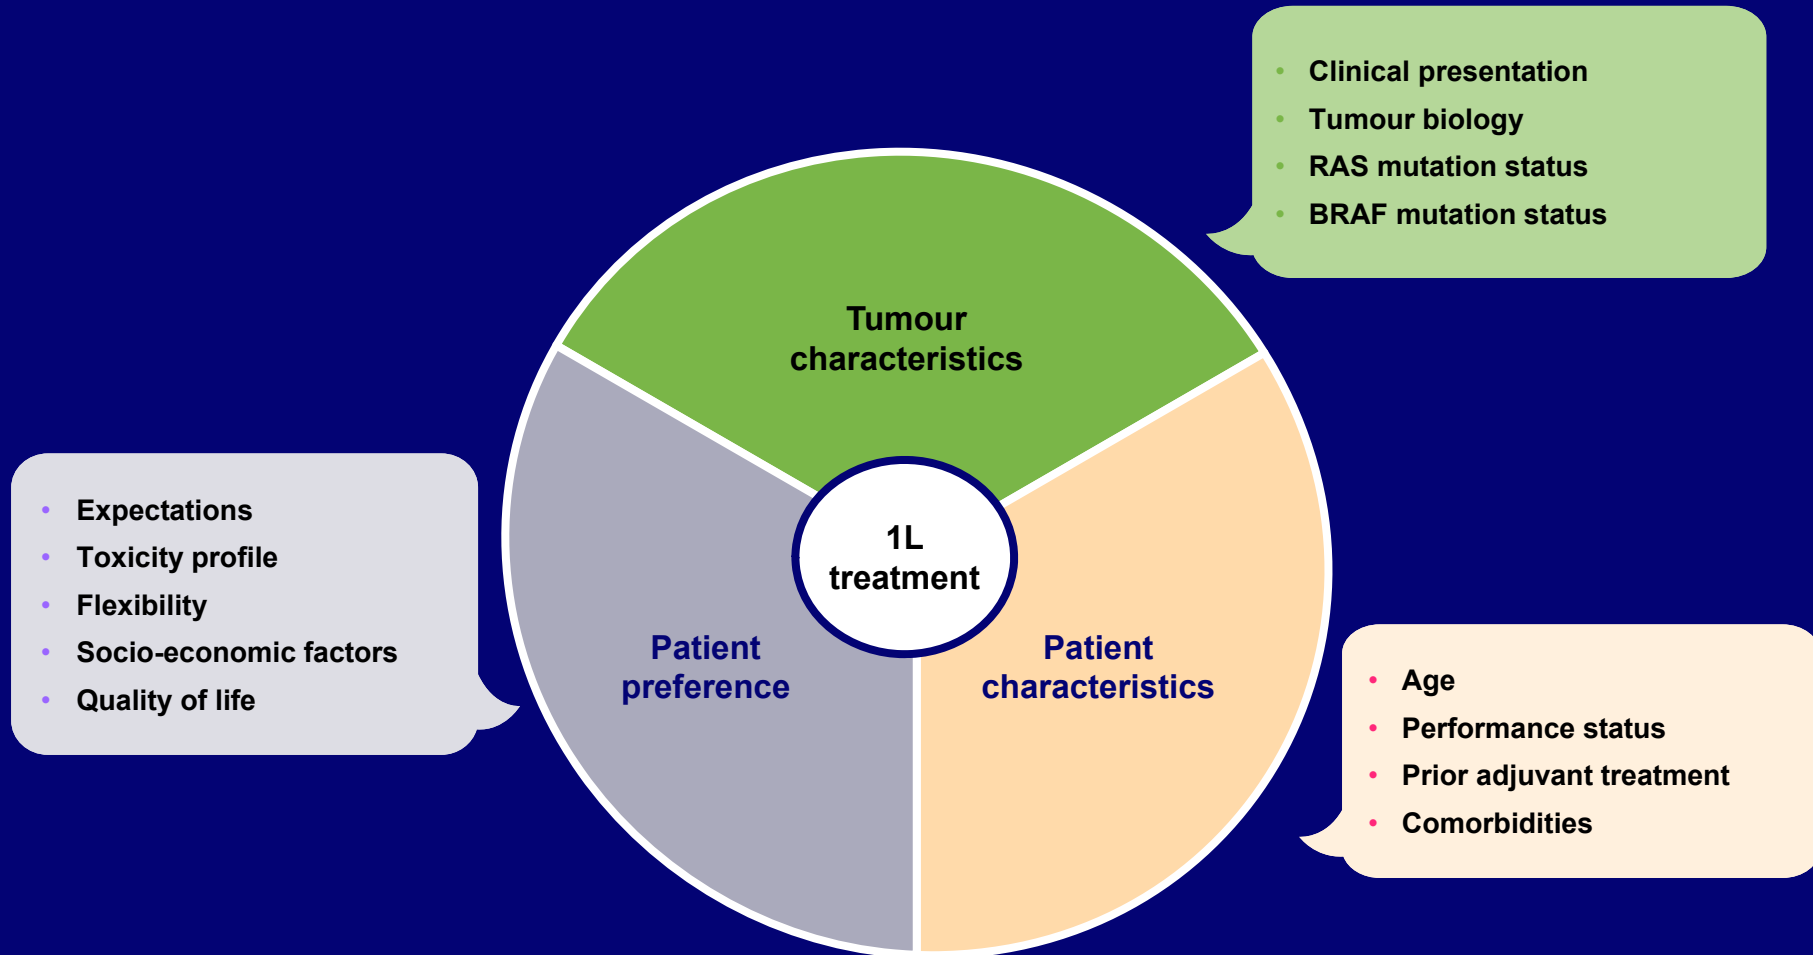 • Clinical presentation
• Tumour biology
• RAS mutation status
• BRAF mutation status
Tumour
characteristics
1L
treatment
• Expectations
• Toxicity profile
• Flexibility
• Socio-economic factors
• Quality of life
Patient
preference
Patient
characteristics
• Age
• Performance status
• Prior adjuvant treatment
• Comorbidities